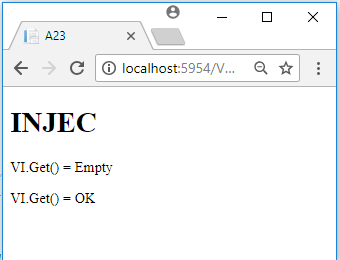 A23
localhost:5954/V...
INJEC
VI.Get() = Empty
VI.Get() = OK